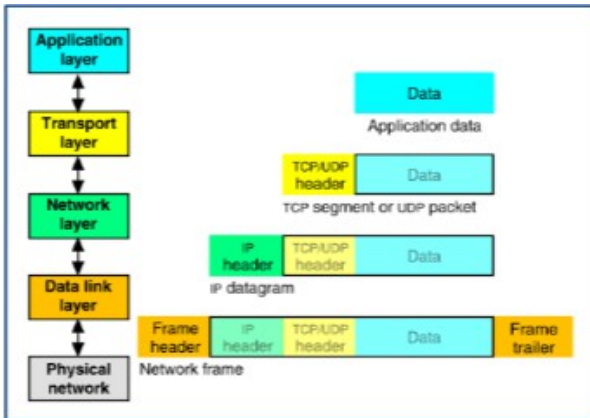 Application
layer
Data
Application data
Transport
layer
TCP/UDP
header
Data
TCP segment or UDP packet
Network
layer
IP
header
TCP/UDP
header
Data
IP datagram
Data link
layer
Frame
header
IP
header
TCP/UDP
header
Data
Frame
trailer
Network frame
Physical
network